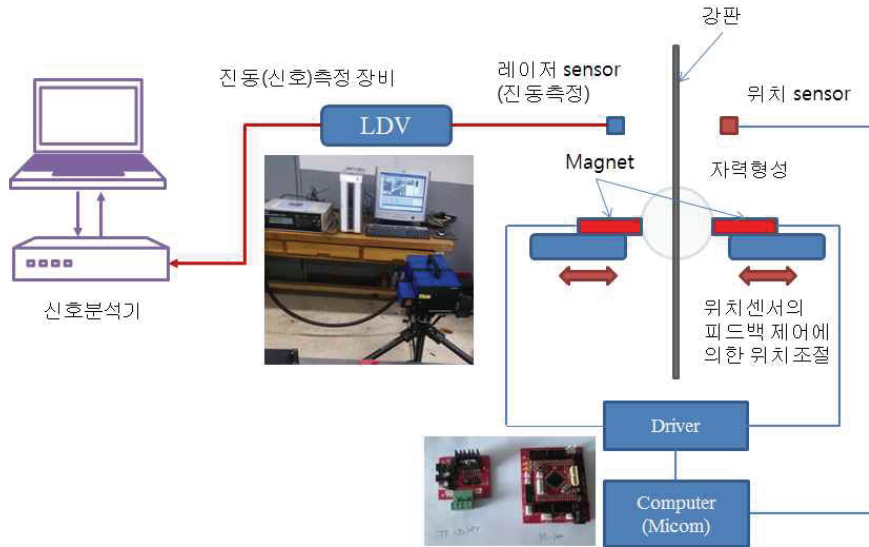 강판
진동(신호)측정 장비
레이저 sensor
(진동측정)
위치 sensor
LDV
Magnet
자력형성
신호분석기
위치센서의
피드백 제어에
의한 위치조절
Driver
Computer
(Micom)